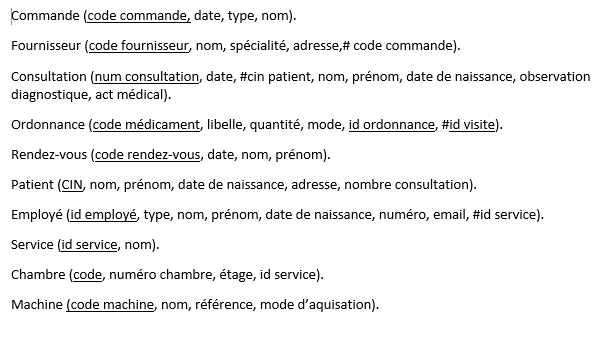 Commande (code commande, date, type, nom).
Fournisseur (code fournisseur, nom, spécialité, adresse,# code commande).
Consultation (num consultation, date, #cin patient, nom, prénom, date de naissance, observation
diagnostique, act médical).
Ordonnance (code médicament, libelle, quantité, mode, id ordonnance, #id visite).
Rendez-vous (code rendez-vous, date, nom, prénom).
Patient (CIN, nom, prénom, date de naissance, adresse, nombre consultation).
Employé (id employé, type, nom, prénom, date de naissance, numéro, email, #id service).
Service (id service, nom).
Chambre (code, numéro chambre, étage, id service).
Machine (code machine, nom, référence, mode d’aquisation).